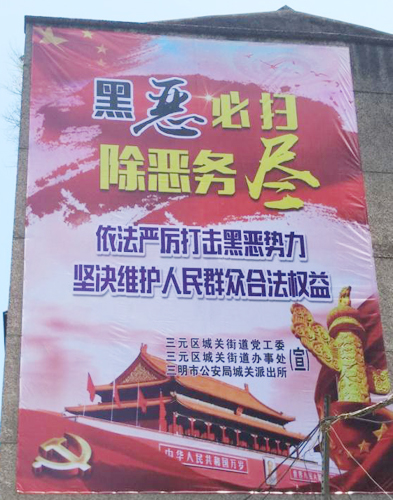 黑恶必扫
除恶务尽
依法严厉打击黑恶势力
坚决维护人民群众合法权益
三元区城关街道党工委
三元区城关街道办事处
三明市公安局城关派出所
(宣)
中华人民共和国万岁